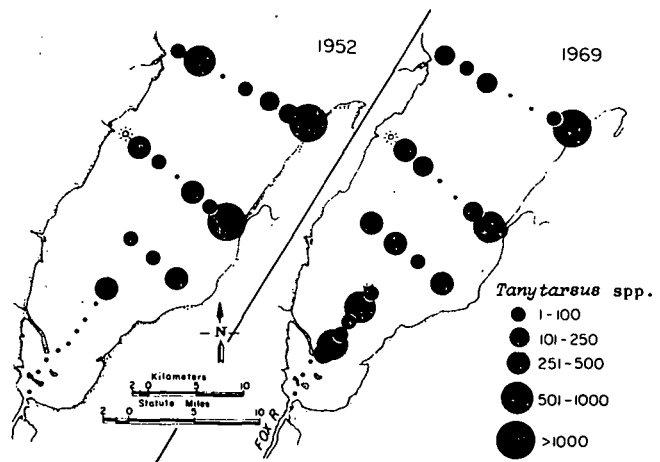 1952
1969
N
Kilometers
2 0 5 10
Statute Miles
2 0 5 10
FOX R.
Tanytarsus spp.
1-100
101-250
251-500
501-1000
>1000